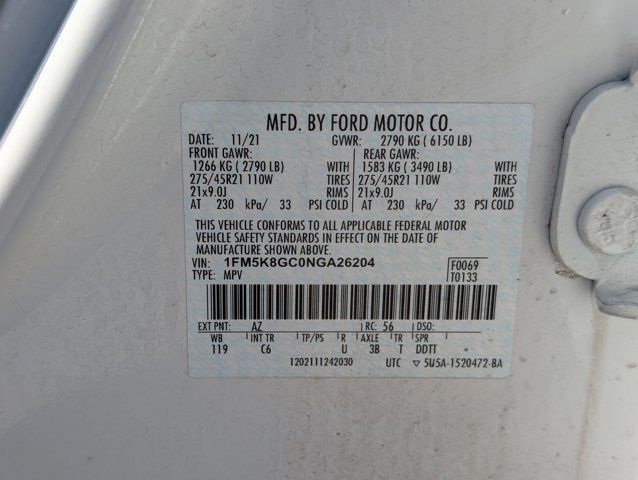 MFD. BY FORD MOTOR CO.
DATE: 11/21 GVWR: 2790 KG ( 6150 LB)
FRONT GAWR: REAR GAWR:
1266 KG ( 2790 LB) WITH 1583 KG ( 3490 LB) WITH
275/45R21 110W TIRES 275/45R21 110W TIRES
21x9.0J RIMS 21x9.0J RIMS
AT 230 kPa/ 33 PSI COLD AT 230 kPa/ 33 PSI COLD
THIS VEHICLE CONFORMS TO ALL APPLICABLE FEDERAL MOTOR
VEHICLE SAFETY STANDARDS IN EFFECT ON THE DATE OF
MANUFACTURE SHOWN ABOVE.
VIN: 1FM5K8GC0NGA26204 F0069
TYPE: MPV T0133
EXT PNT: AZ RC: 56 DSO:
WB INT TR TP/PS R AXLE TR SPR
119 C6 U 3B T DDTT
1202111242030 UTC ▽ 5U5A-1520472-BA